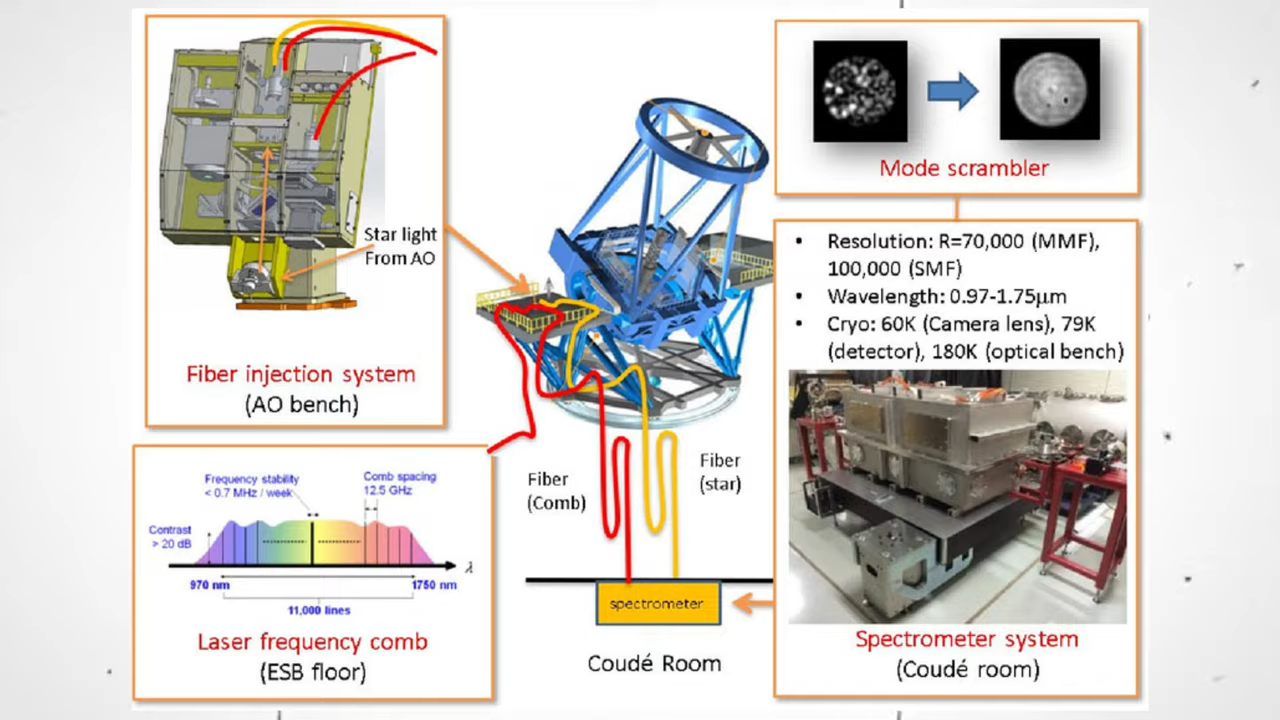 Star light
From AO
Fiber injection system
(AO bench)
Mode scrambler
• Resolution: R=70,000 (MMF),
100,000 (SMF)
• Wavelength: 0.97-1.75μm
• Cryo: 60K (Camera lens), 79K
(detector), 180K (optical bench)
Spectrometer system
(Coudé room)
Fiber
(Comb)
Fiber
(star)
spectrometer
Coudé Room
Frequency stability
< 0.7 MHz / week
Comb spacing
12.5 GHz
Contrast
> 20 dB
λ
970 nm
1750 nm
11,000 lines
Laser frequency comb
(ESB floor)